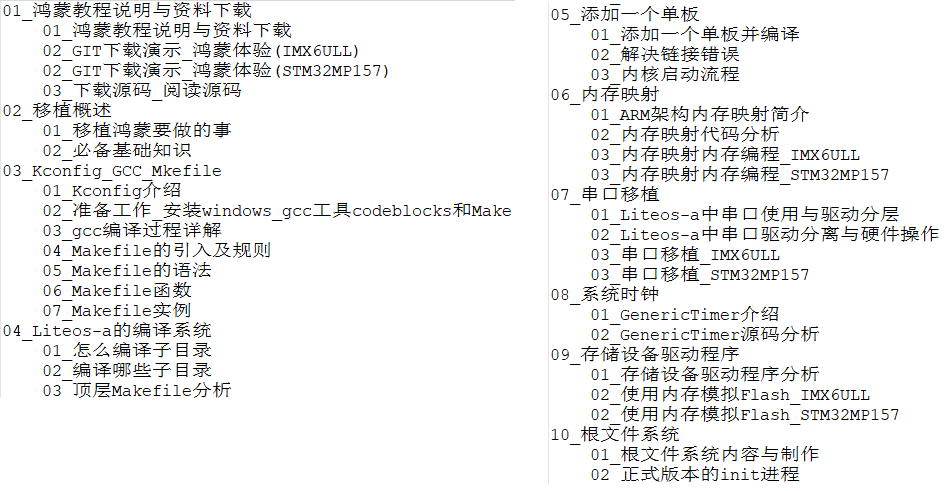 01_鸿蒙教程说明与资料下载
01_鸿蒙教程说明与资料下载
02_GIT下载演示_鸿蒙体验(IMX6ULL)
02_GIT下载演示_鸿蒙体验(STM32MP157)
03_下载源码_阅读源码
02_移植概述
01_移植鸿蒙要做的事
02_必备基础知识
03_Kconfig_GCC_Mkefile
01_Kconfig介绍
02_准备工作_安装windows_gcc工具codeblocks和Make
03_gcc编译过程详解
04_Makefile的引入及规则
05_Makefile的语法
06_Makefile函数
07_Makefile实例
04_Liteos-a的编译系统
01_怎么编译子目录
02_编译哪些子目录
03_顶层Makefile分析
05_添加一个单板
01_添加一个单板并编译
02_解决链接错误
03_内核启动流程
06_内存映射
01_ARM架构内存映射简介
02_内存映射代码分析
03_内存映射内存编程_IMX6ULL
03_内存映射内存编程_STM32MP157
07_串口移植
01_Liteos-a中串口使用与驱动分层
02_Liteos-a中串口驱动分离与硬件操作
03_串口移植_IMX6ULL
03_串口移植_STM32MP157
08_系统时钟
01_GenericTimer介绍
02_GenericTimer源码分析
09_存储设备驱动程序
01_存储设备驱动程序分析
02_使用内存模拟Flash_IMX6ULL
02_使用内存模拟Flash_STM32MP157
10_根文件系统
01_根文件系统内容与制作
02_正式版本的init进程